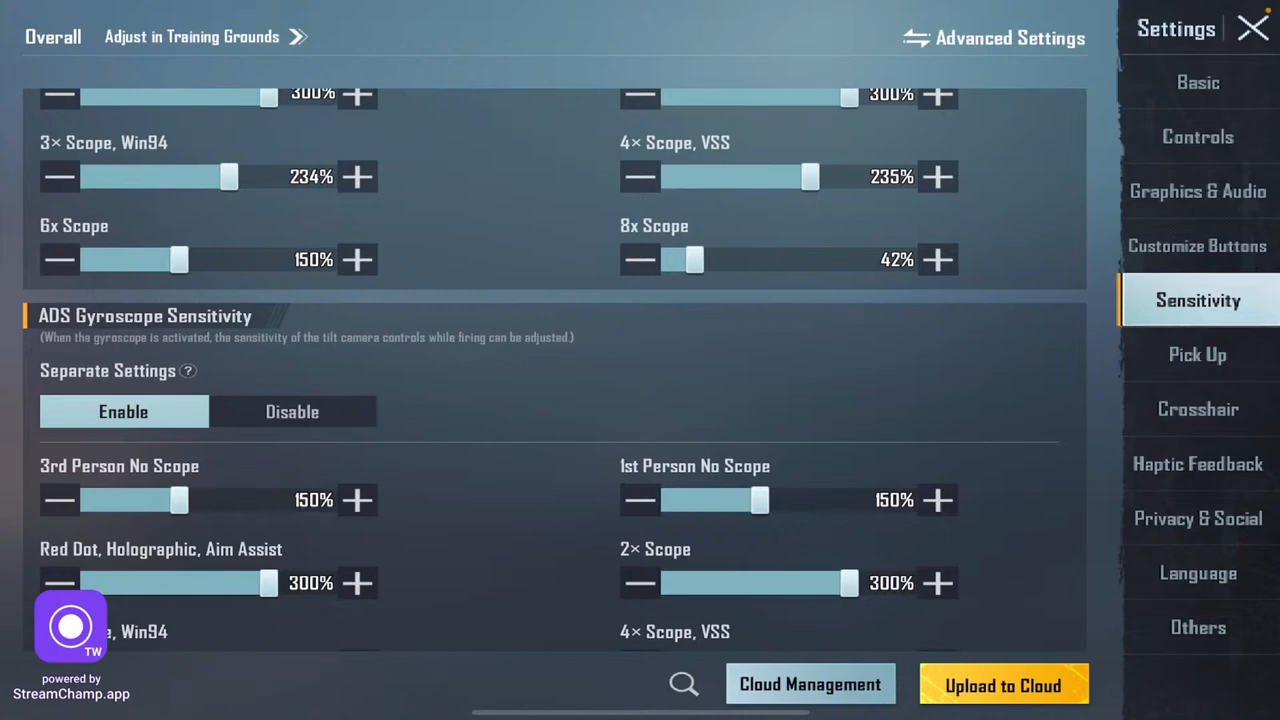 Overall Adjust in Training Grounds Advanced Settings Settings
300% 300%
3× Scope, Win94 4× Scope, VSS
234% 235%
6x Scope 8x Scope
150% 42%
ADS Gyroscope Sensitivity
(When the gyroscope is activated, the sensitivity of the tilt camera controls while firing can be adjusted.)
Separate Settings ?
Enable Disable
3rd Person No Scope 1st Person No Scope
150% 150%
Red Dot, Holographic, Aim Assist 2× Scope
300% 300%
e, Win94 4× Scope, VSS
TW
powered by
StreamChamp.app
Cloud Management Upload to Cloud
Basic
Controls
Graphics & Audio
Customize Buttons
Sensitivity
Pick Up
Crosshair
Haptic Feedback
Privacy & Social
Language
Others